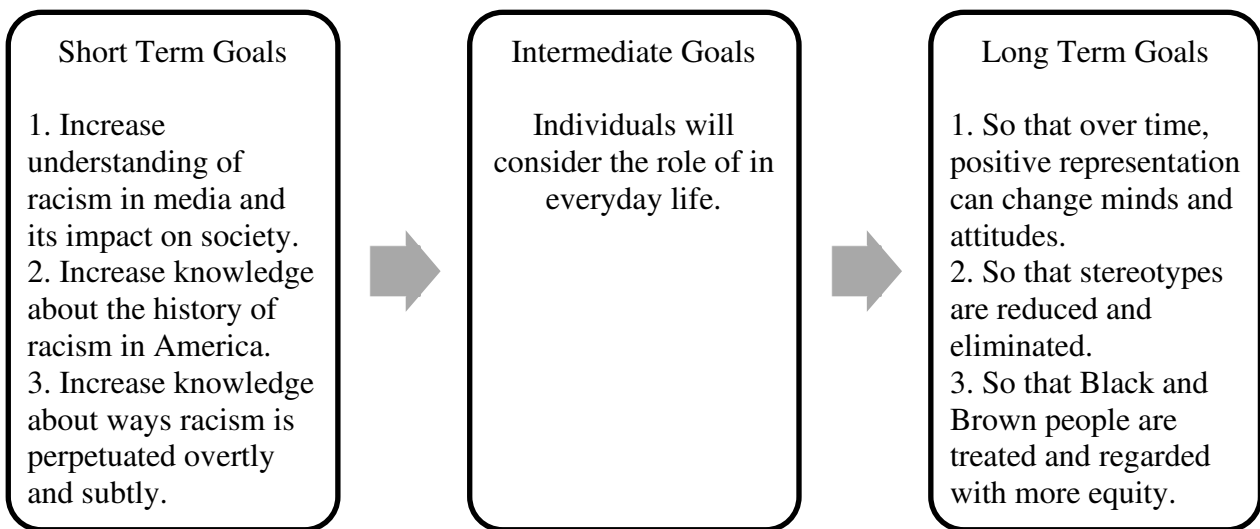 Short Term Goals
1. Increase
understanding of
racism in media and
its impact on society.
2. Increase knowledge
about the history of
racism in America.
3. Increase knowledge
about ways racism is
perpetuated overtly
and subtly.
Intermediate Goals
Individuals will
consider the role of in
everyday life.
Long Term Goals
1. So that over time,
positive representation
can change minds and
attitudes.
2. So that stereotypes
are reduced and
eliminated.
3. So that Black and
Brown people are
treated and regarded
with more equity.